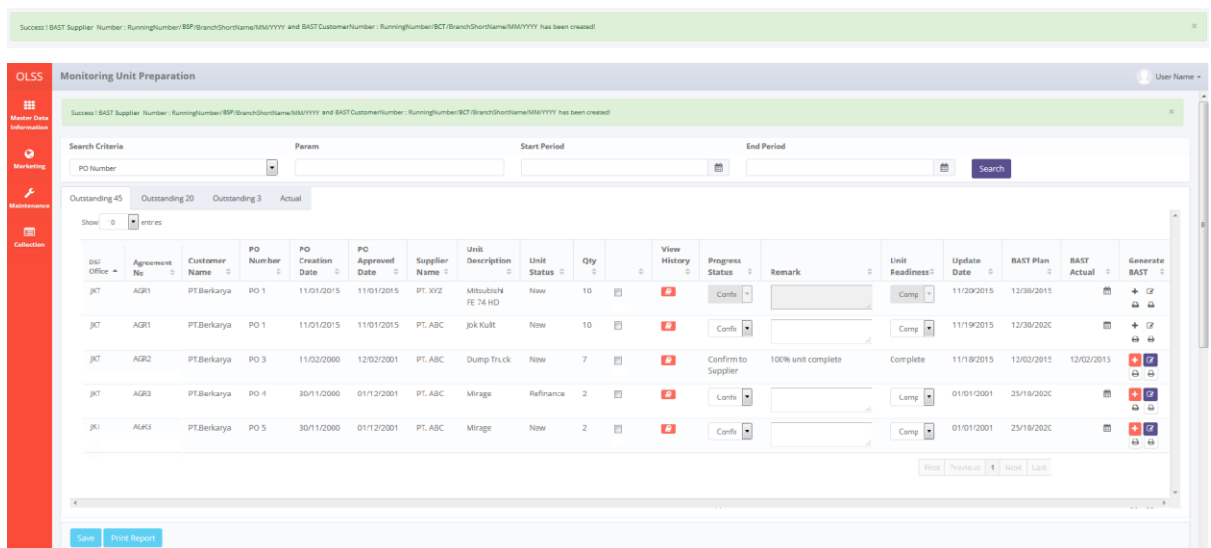 Success ! BAST Supplier Number : RunningNumber/ BSP/BranchShortName/MM/YYYY and BAST CustomerNumber : RunningNumber/BCT/BranchShortName/MM/YYYY has been created!
×
OLSS Monitoring Unit Preparation User Name
Master Data Information
Marketing
Maintenance
Collection
Success ! BAST Supplier Number : RunningNumber/ BSP/BranchShortName/MM/YYYY and BAST CustomerNumber : RunningNumber/BCT/BranchShortName/MM/YYYY has been created!
×
Search Criteria Param Start Period End Period
PO Number Search
Outstanding 45 Outstanding 20 Outstanding 3 Actual
Show 10 entries
DSF Office Agreement No Customer Name PO Number PO Creation Date PO Approved Date Supplier Name Unit Description Unit Status Qty View History Progress Status Remark Unit Readiness Update Date BAST Plan BAST Actual Generate BAST
JKT AGR1 PT.Berkarya PO 1 11/01/2015 11/01/2015 PT. XYZ Mitsubishi FE 74 HD New 10 Confir Comp 11/20/2015 12/30/2015
JKT AGR1 PT.Berkarya PO 1 11/01/2015 11/01/2015 PT. ABC Jok Kulit New 10 Confir Comp 11/19/2015 12/30/2020
JKT AGR2 PT.Berkarya PO 3 11/02/2000 12/02/2001 PT. ABC Dump Truck New 7 Confirm to Supplier 100% unit complete Complete 11/18/2015 12/02/2015 12/02/2015
JKT AGR3 PT.Berkarya PO 4 30/11/2000 01/12/2001 PT. ABC Mirage Refinance 2 Confir Comp 01/01/2001 25/10/2020
JKT AGR3 PT.Berkarya PO 5 30/11/2000 01/12/2001 PT. ABC Mirage New 2 Confir Comp 01/01/2001 25/10/2020
First Previous 1 Next Last
Save Print Report